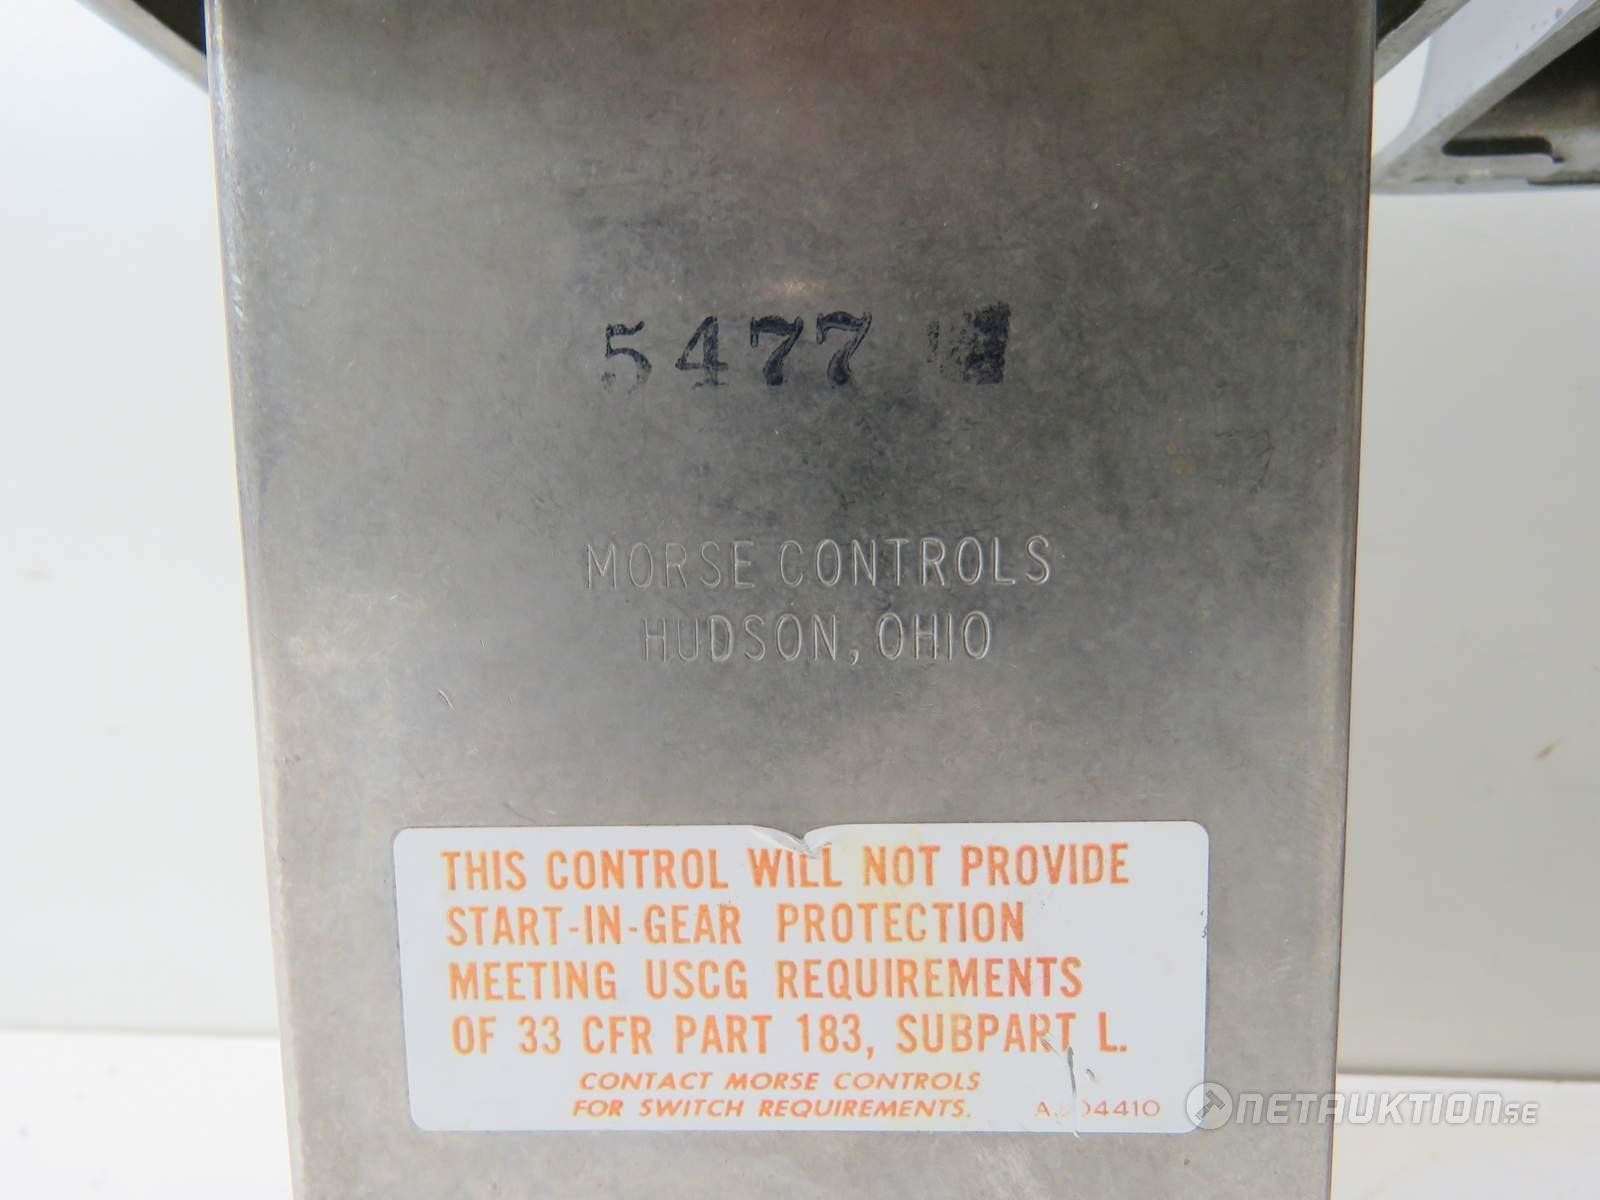 5477
MORSE CONTROLS
HUDSON, OHIO
THIS CONTROL WILL NOT PROVIDE
START-IN-GEAR PROTECTION
MEETING USCG REQUIREMENTS
OF 33 CFR PART 183, SUBPART L.
CONTACT MORSE CONTROLS
FOR SWITCH REQUIREMENTS.
NETAUKTION.SE